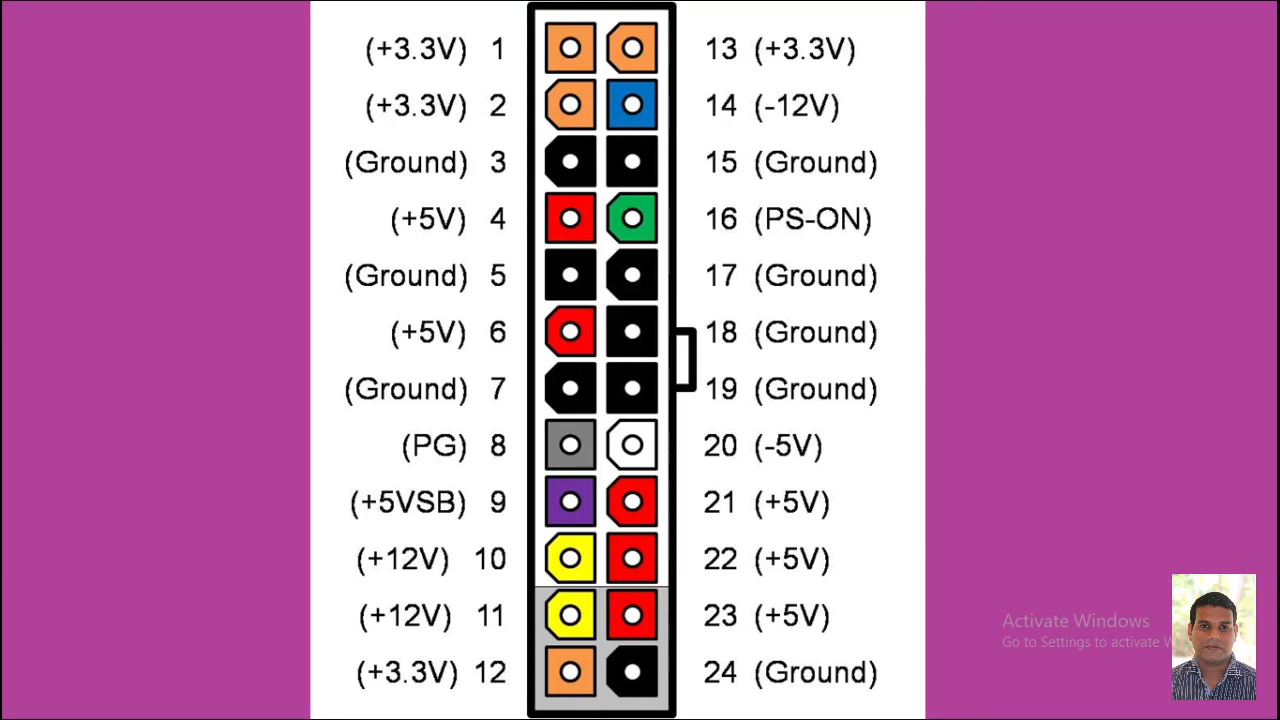 (+3.3V) 1 13 (+3.3V)
(+3.3V) 2 14 (-12V)
(Ground) 3 15 (Ground)
(+5V) 4 16 (PS-ON)
(Ground) 5 17 (Ground)
(+5V) 6 18 (Ground)
(Ground) 7 19 (Ground)
(PG) 8 20 (-5V)
(+5VSB) 9 21 (+5V)
(+12V) 10 22 (+5V)
(+12V) 11 23 (+5V)
(+3.3V) 12 24 (Ground)
Activate Windows
Go to Settings to activate